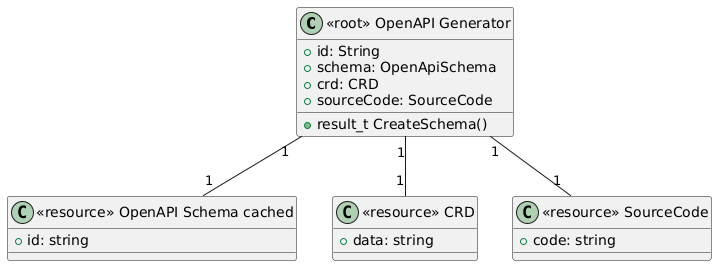 C «root» OpenAPI Generator
id: String
schema: OpenApiSchema
crd: CRD
sourceCode: SourceCode
result_t CreateSchema()
1 1 1
1 1 1
C «resource» OpenAPI Schema cached
id: string
C «resource» CRD
data: string
C «resource» SourceCode
code: string